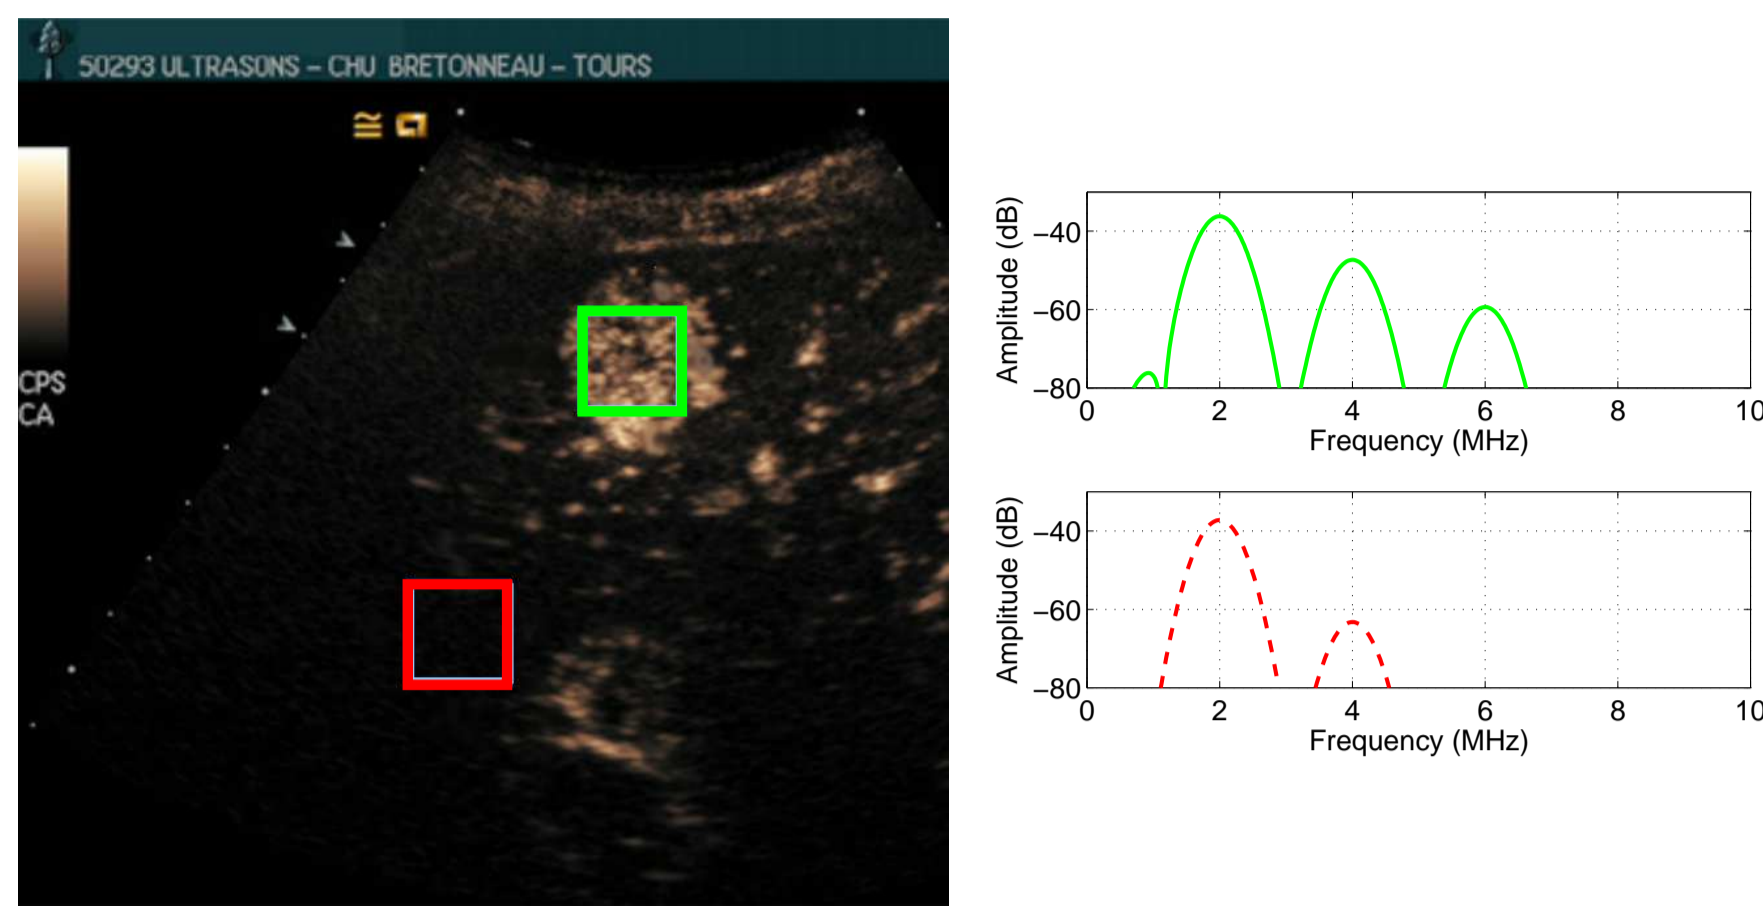 50293 ULTRASONS – CHU BRETONNEAU – TOURS
CPS
CA
Amplitude (dB)
−40
−60
−80
0 2 4 6 8 10
Frequency (MHz)
Amplitude (dB)
−40
−60
−80
0 2 4 6 8 10
Frequency (MHz)